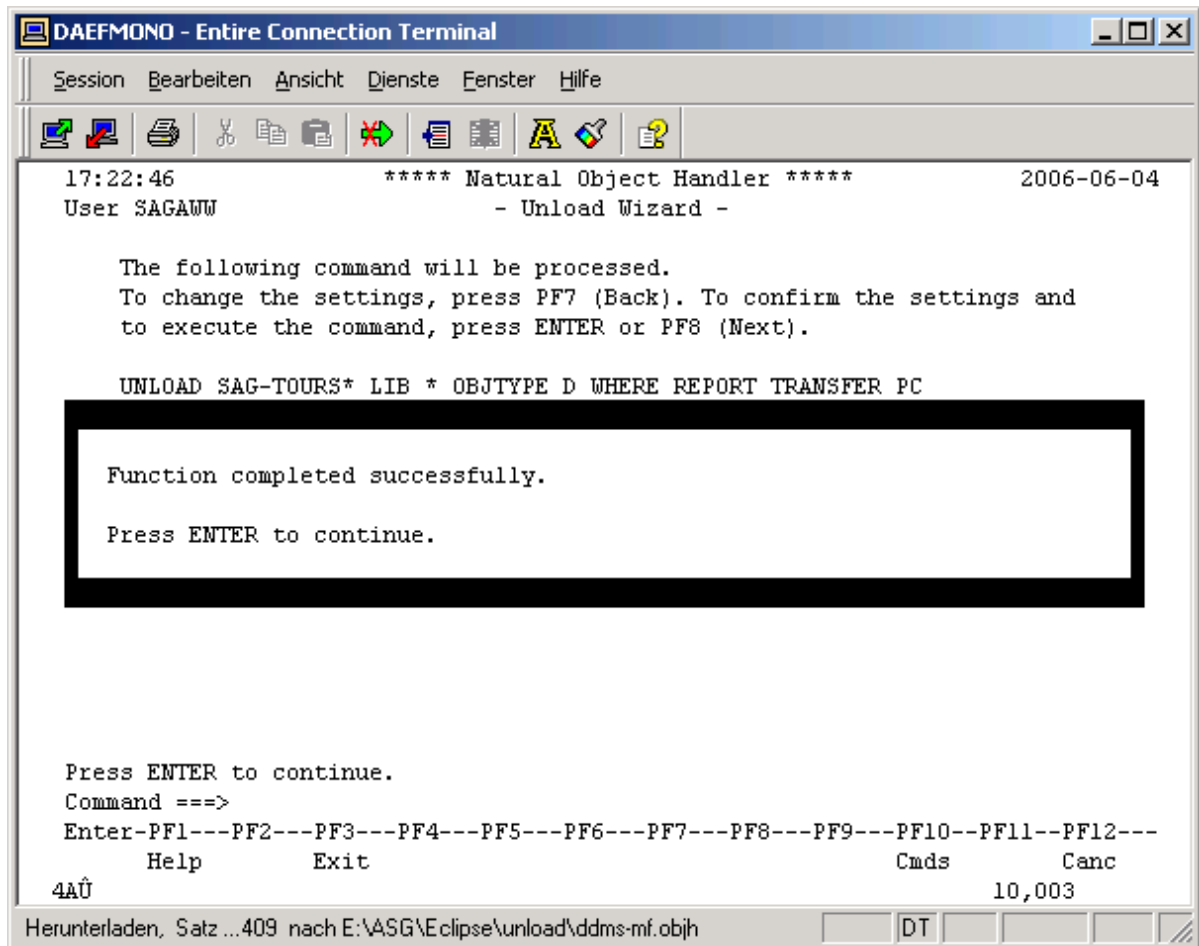 DAEFMONO - Entire Connection Terminal
Session Bearbeiten Ansicht Dienste Fenster Hilfe
17:22:46 ***** Natural Object Handler ***** 2006-06-04
User SAGAWW - Unload Wizard -
The following command will be processed.
To change the settings, press PF7 (Back). To confirm the settings and
to execute the command, press ENTER or PF8 (Next).
UNLOAD SAG-TOURS* LIB * OBJTYPE D WHERE REPORT TRANSFER PC
Function completed successfully.
Press ENTER to continue.
Press ENTER to continue.
Command ===>
Enter-PF1---PF2---PF3---PF4---PF5---PF6---PF7---PF8---PF9---PF10--PF11--PF12---
Help Exit Cmds Canc
4AÛ 10,003
Herunterladen, Satz ...409 nach E:\ASG\Eclipse\unload\ddms-mf.objh DT